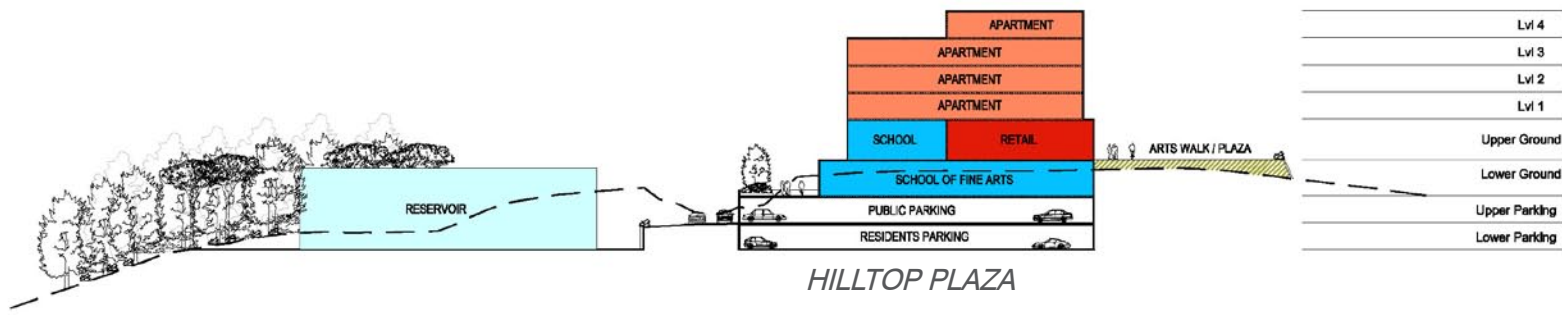 APARTMENT
Lvl 4
APARTMENT
Lvl 3
APARTMENT
Lvl 2
APARTMENT
Lvl 1
SCHOOL
RETAIL
ARTS WALK / PLAZA
Upper Ground
SCHOOL OF FINE ARTS
Lower Ground
RESERVOIR
PUBLIC PARKING
Upper Parking
RESIDENTS PARKING
Lower Parking
HILLTOP PLAZA